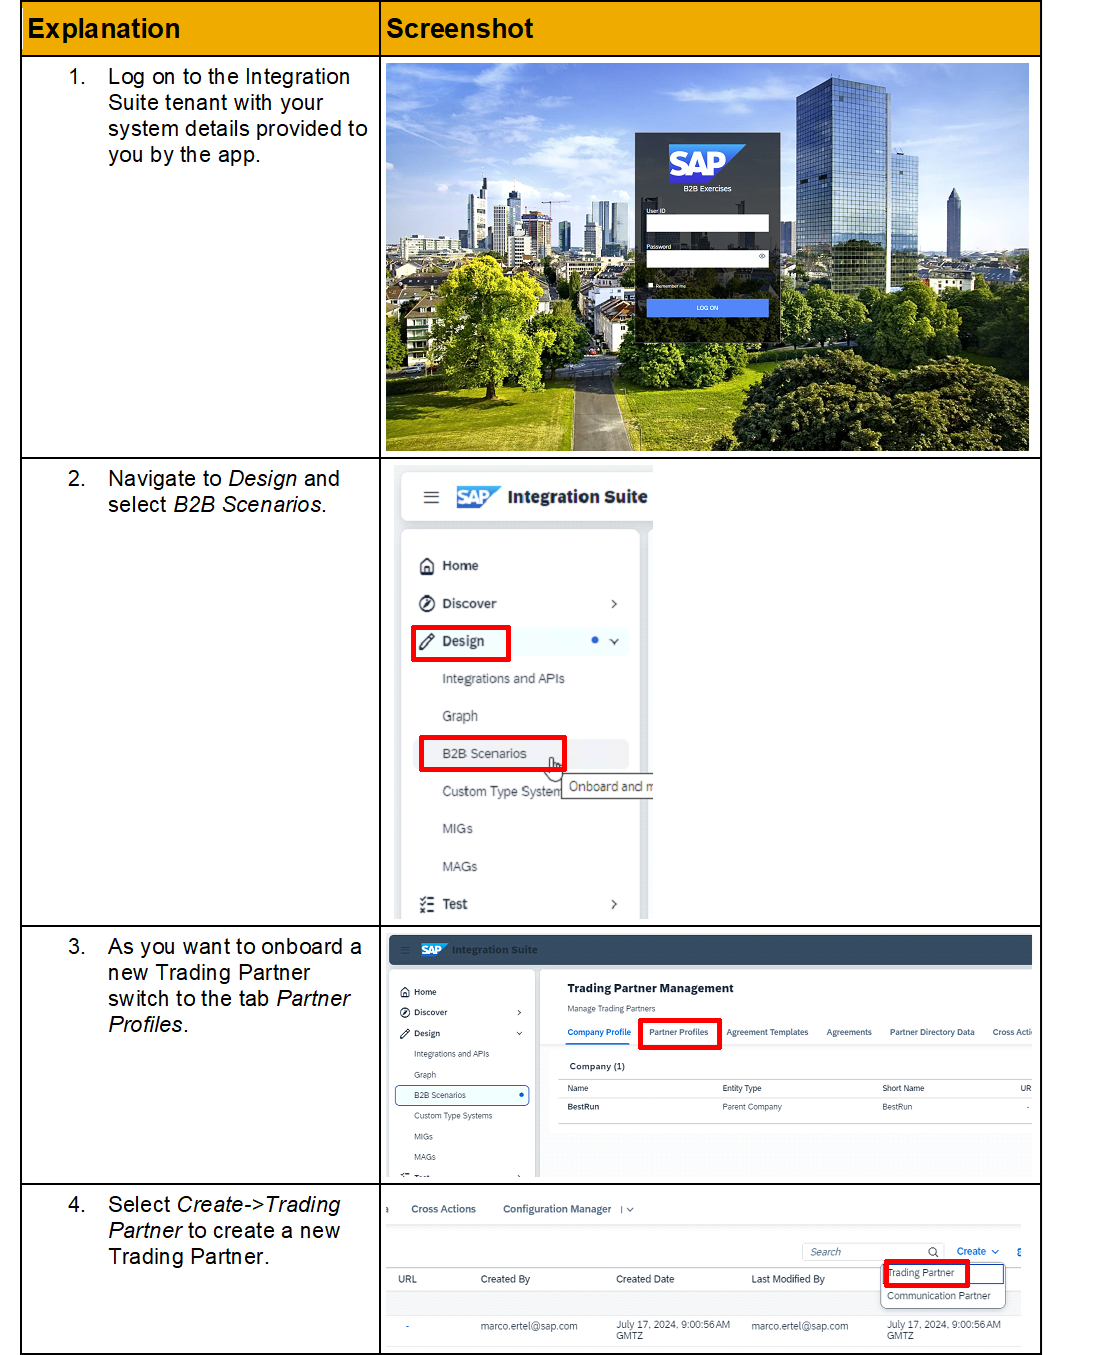 Explanation
Screenshot
1. Log on to the Integration
Suite tenant with your
system details provided to
you by the app.
SAP
B2B Exercises
User ID
Password
Remember me
LOG ON
2. Navigate to Design and
select B2B Scenarios.
SAP Integration Suite
Home
Discover
Design
Integrations and APIs
Graph
B2B Scenarios
Onboard and m
Custom Type System
MIGs
MAGs
Test
3. As you want to onboard a
new Trading Partner
switch to the tab Partner
Profiles.
SAP Integration Suite
Home
Discover
Design
Integrations and APIs
Graph
B2B Scenarios
Custom Type Systems
MIGs
MAGs
Test
Trading Partner Management
Manage Trading Partners
Company Profile Partner Profiles Agreement Templates Agreements Partner Directory Data Cross Acti
Company (1)
Name Entity Type Short Name UR
BestRun Parent Company BestRun -
4. Select Create->Trading
Partner to create a new
Trading Partner.
a Cross Actions Configuration Manager
Search Create
Trading Partner
Communication Partner
URL Created By Created Date Last Modified By
- marco.ertel@sap.com July 17, 2024, 9:00:56 AM marco.ertel@sap.com July 17, 2024, 9:00:56 AM
GMTZ GMTZ